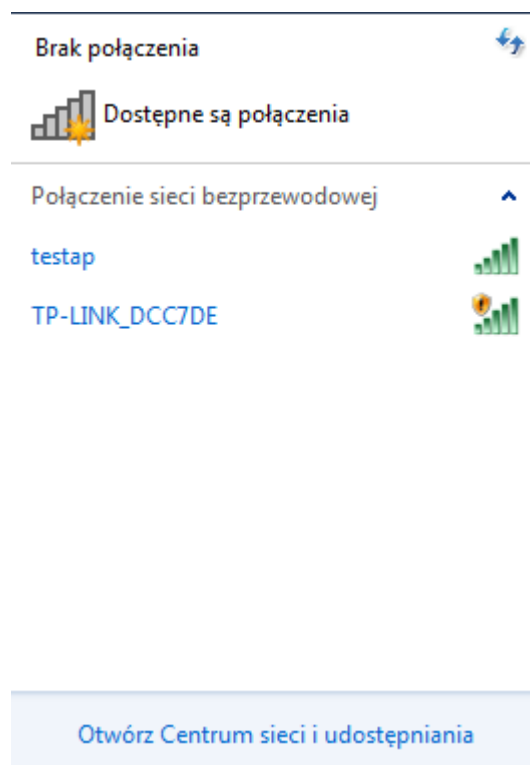 Brak połączenia
Dostępne są połączenia
Połączenie sieci bezprzewodowej
testap
TP-LINK_DCC7DE
Otwórz Centrum sieci i udostępniania